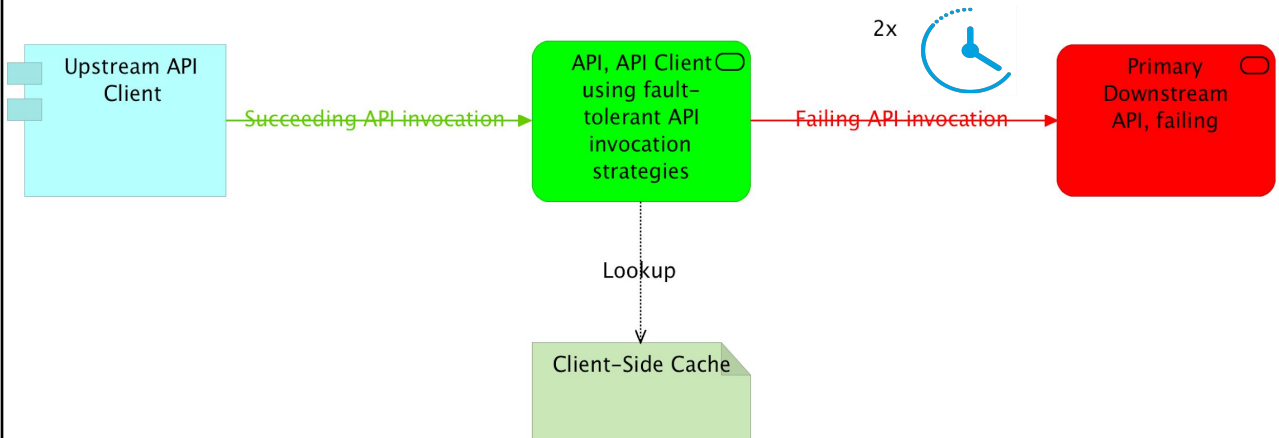 Upstream API
Client
Succeeding API invocation
API, API Client
using fault-
tolerant API
invocation
strategies
2x
Failing API invocation
Primary
Downstream
API, failing
Lookup
Client-Side Cache